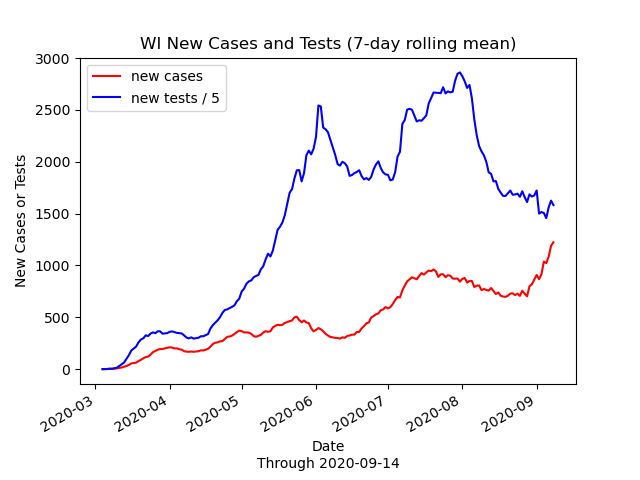 WI New Cases and Tests (7-day rolling mean)
new cases
new tests / 5
New Cases or Tests
3000
2500
2000
1500
1000
500
0
2020-03
2020-04
2020-05
2020-06
2020-07
2020-08
2020-09
Date
Through 2020-09-14